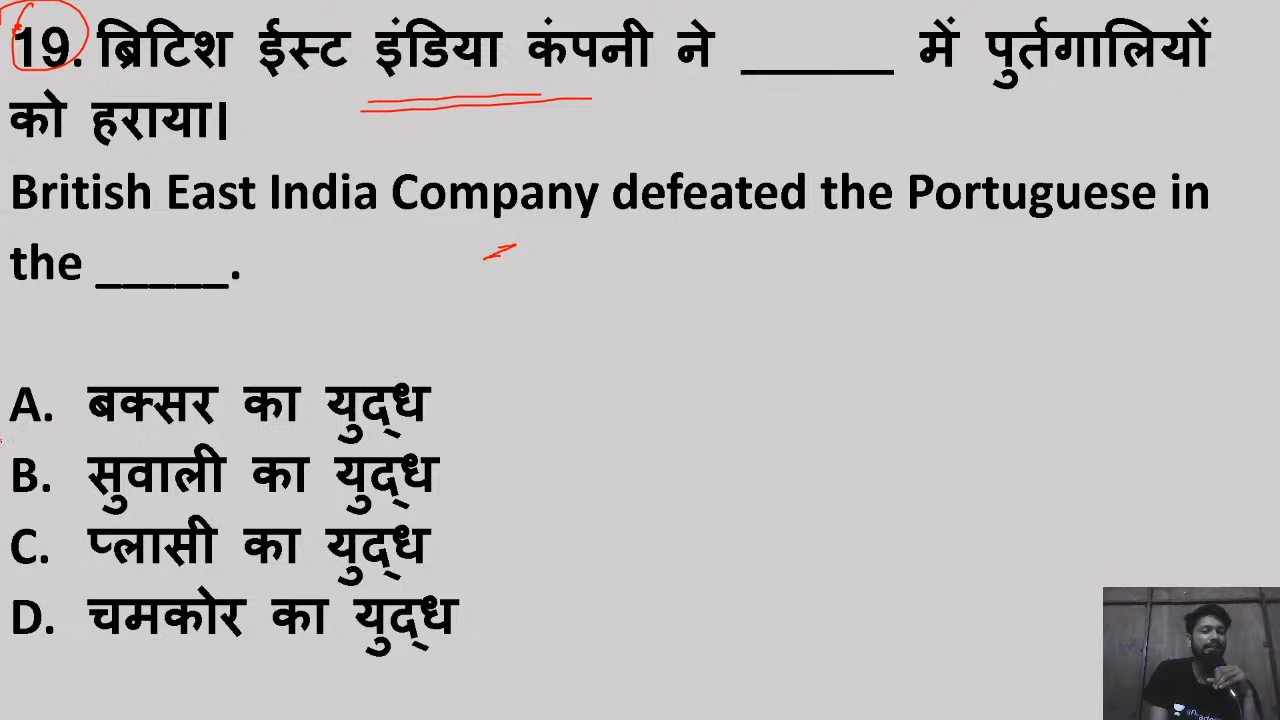 19. ब्रिटिश ईस्ट इंडिया कंपनी ने ______ में पुर्तगालियों
को हराया।
British East India Company defeated the Portuguese in
the _____.
A. बक्सर का युद्ध
B. सुवाली का युद्ध
C. प्लासी का युद्ध
D. चमकोर का युद्ध